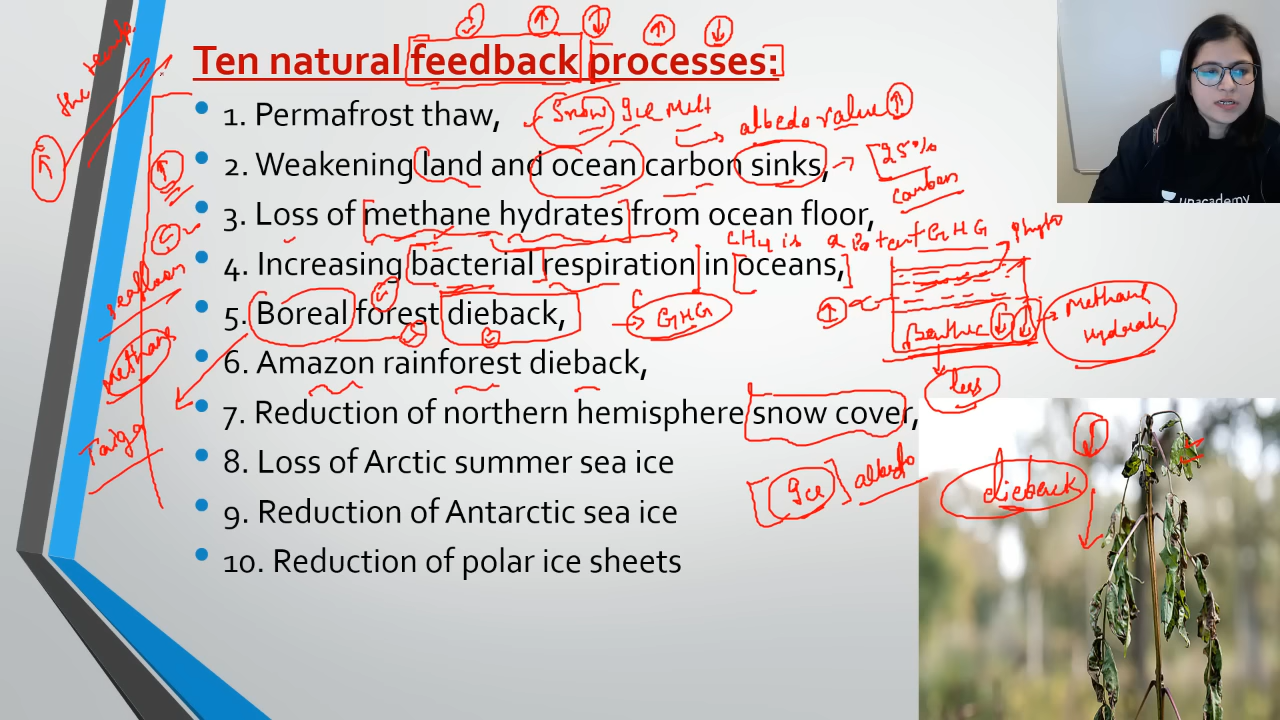 Ten natural feedback processes:
• 1. Permafrost thaw,
Snow Ice Melt
albedo value ↑
• 2. Weakening land and ocean carbon sinks,
→ [25%
carbon
• 3. Loss of methane hydrates from ocean floor,
CH4 is a Potent GHG
Phyto
• 4. Increasing bacterial respiration in oceans,
Benthic
Methane
hydrate
less
• 5. Boreal forest dieback,
→ GHG
• 6. Amazon rainforest dieback,
• 7. Reduction of northern hemisphere snow cover,
[Ice] albedo
• 8. Loss of Arctic summer sea ice
• 9. Reduction of Antarctic sea ice
• 10. Reduction of polar ice sheets
the temp
seafloor
methane
Taiga
dieback
unacademy